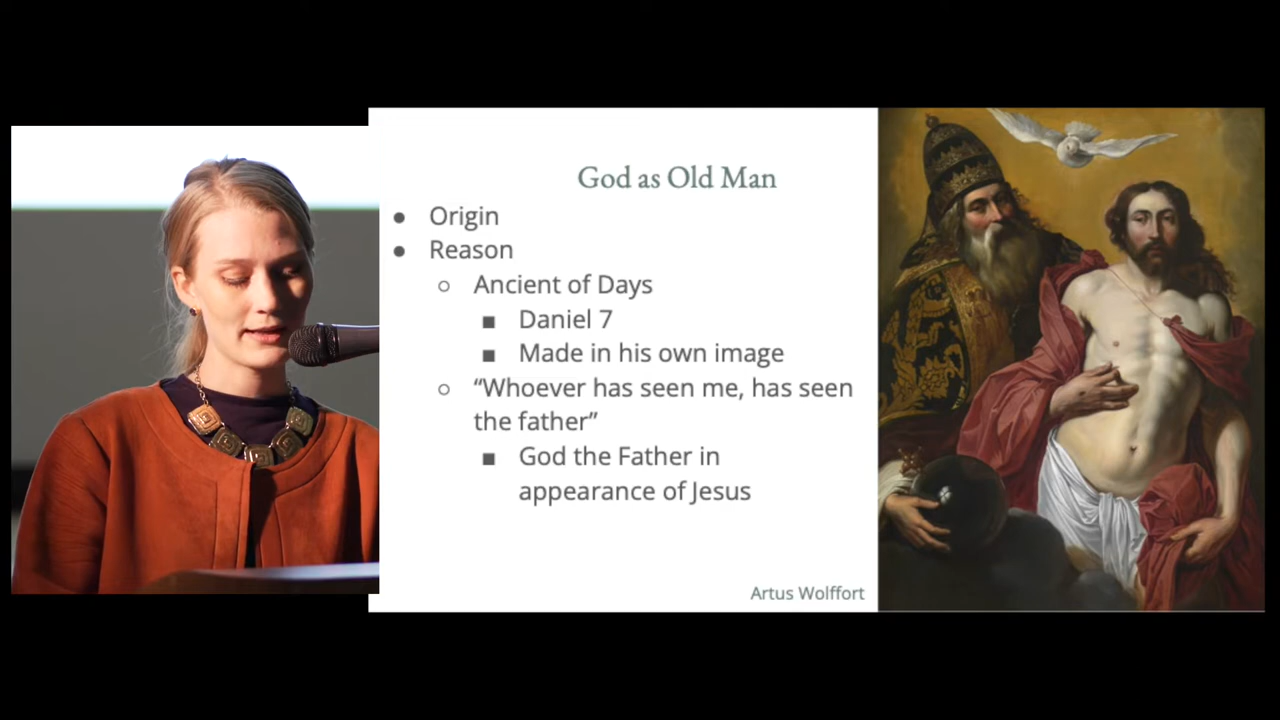 God as Old Man
● Origin
● Reason
○ Ancient of Days
■ Daniel 7
■ Made in his own image
○ “Whoever has seen me, has seen
the father”
■ God the Father in
appearance of Jesus
Artus Wolffort